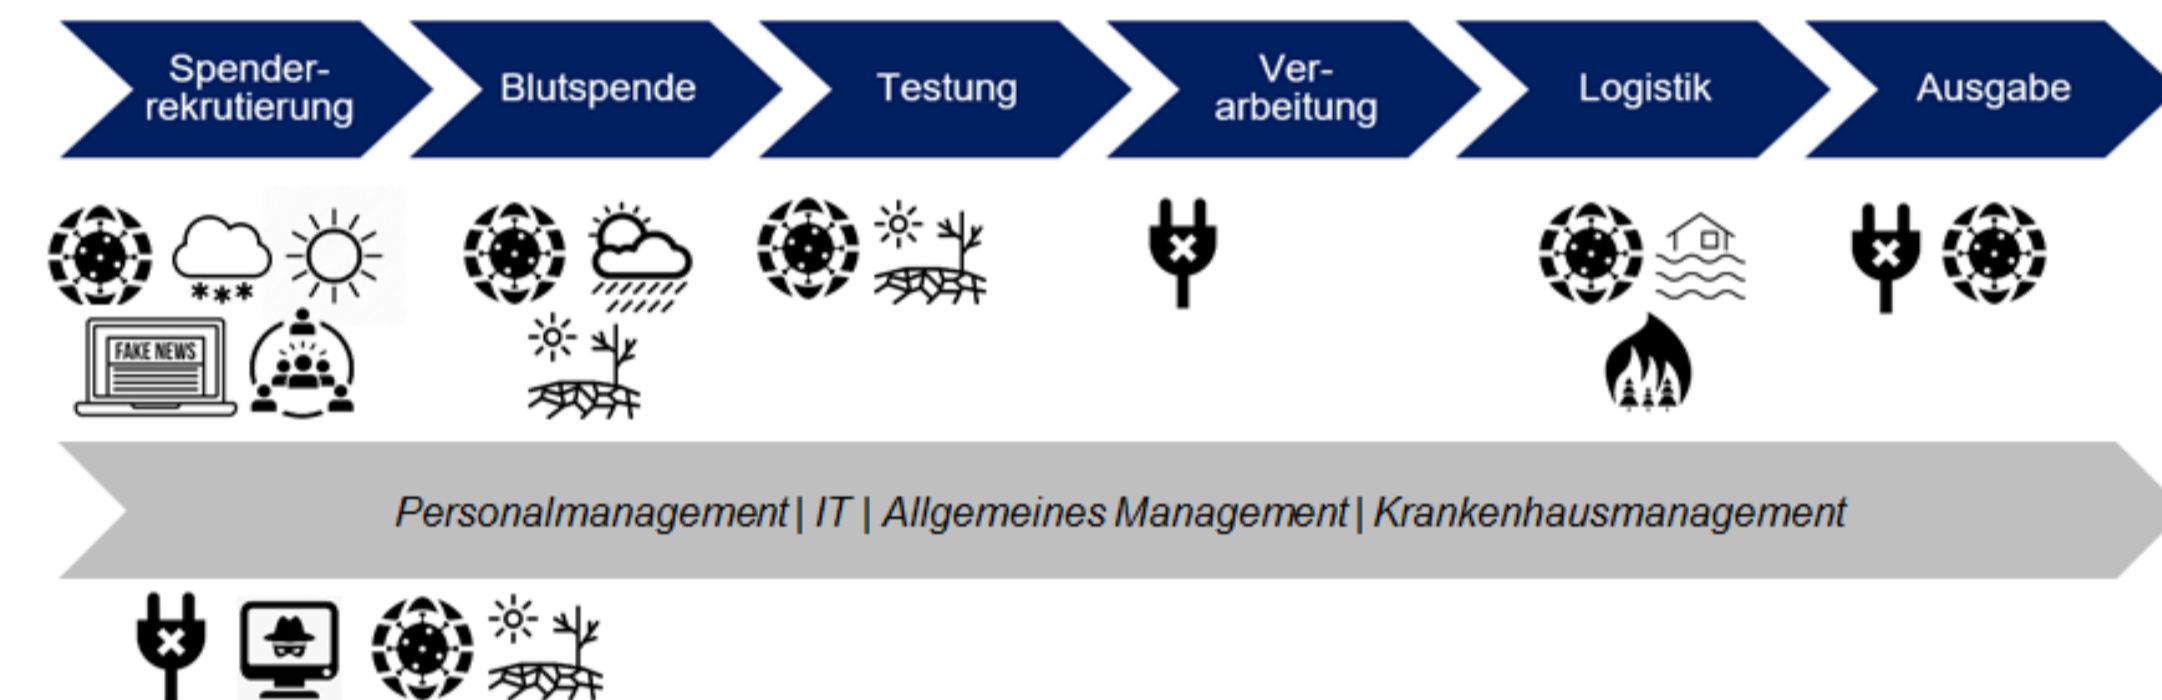 Spender-
rekrutierung
Blutspende
Testung
Ver-
arbeitung
Logistik
Ausgabe
FAKE NEWS
Personalmanagement | IT | Allgemeines Management | Krankenhausmanagement